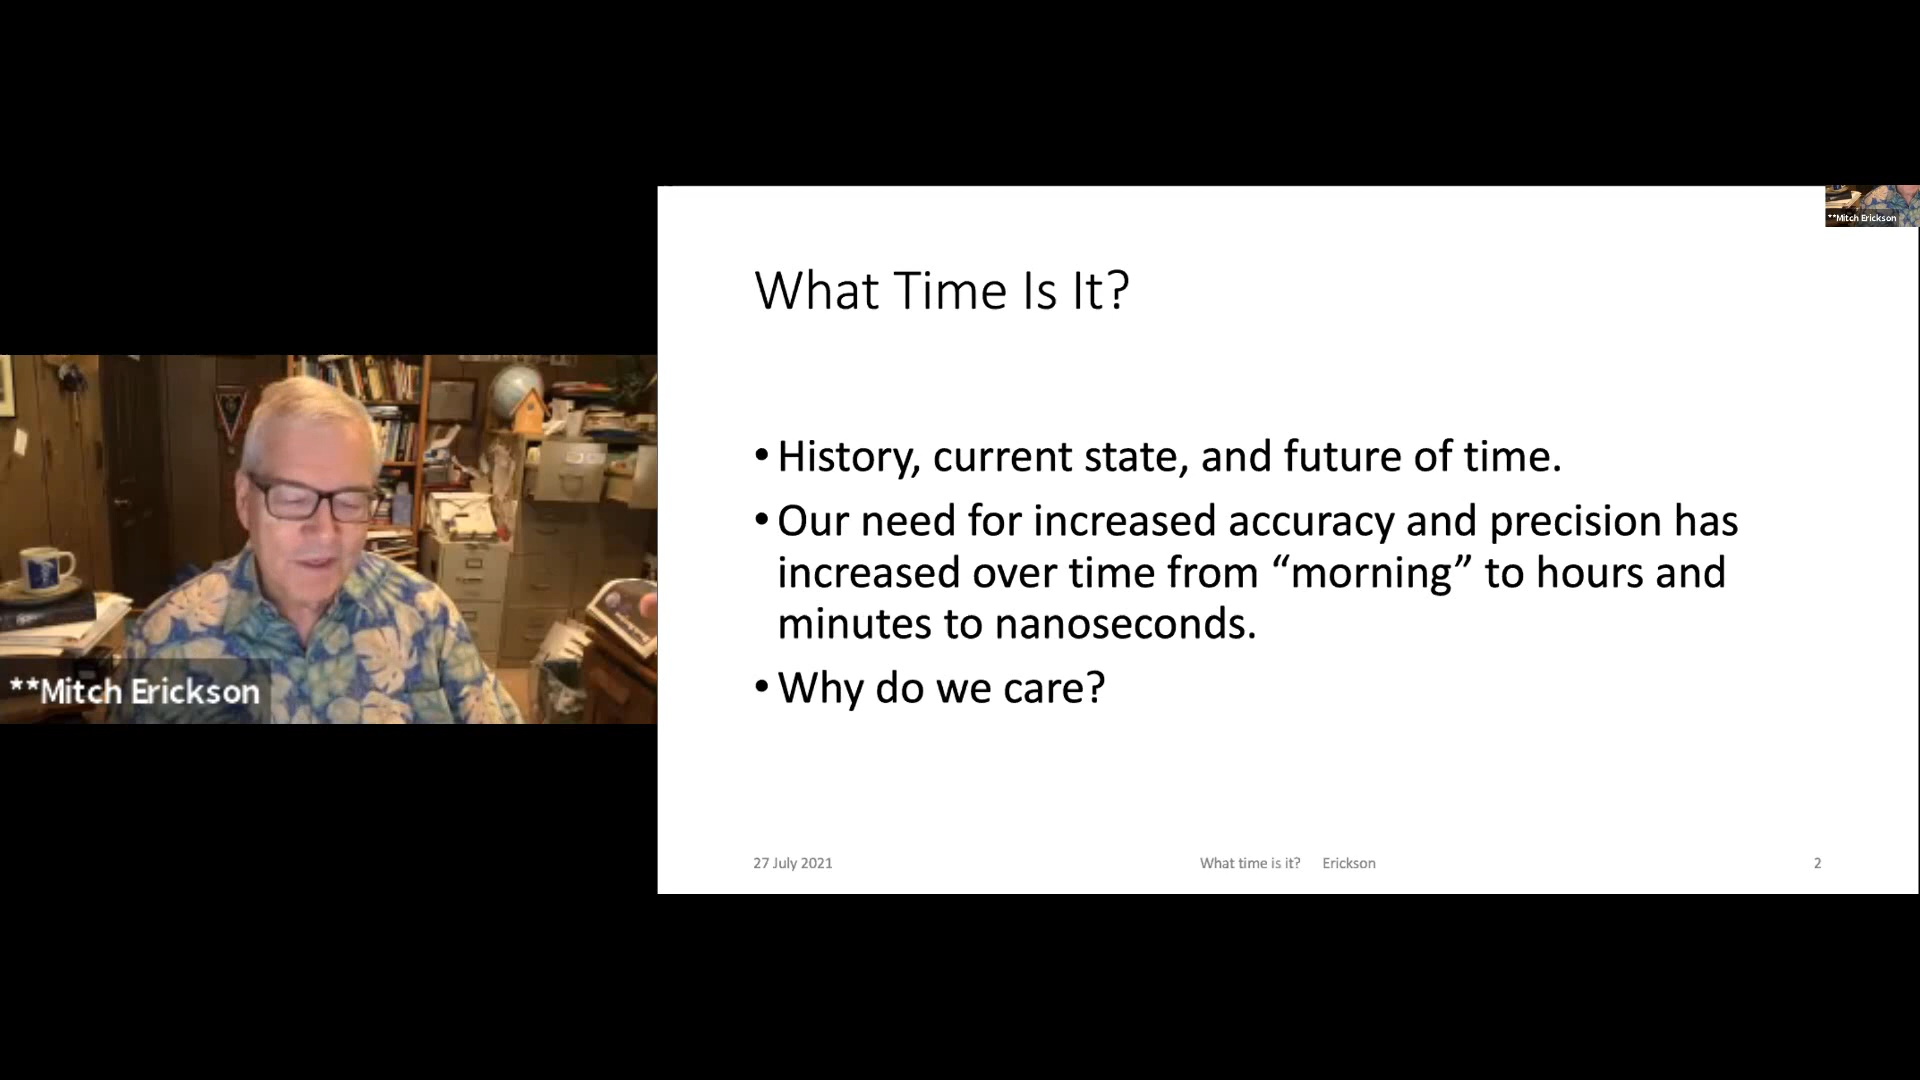 What Time Is It?
**Mitch Erickson
• History, current state, and future of time.
• Our need for increased accuracy and precision has
increased over time from “morning” to hours and
minutes to nanoseconds.
• Why do we care?
**Mitch Erickson
27 July 2021
What time is it? Erickson
2